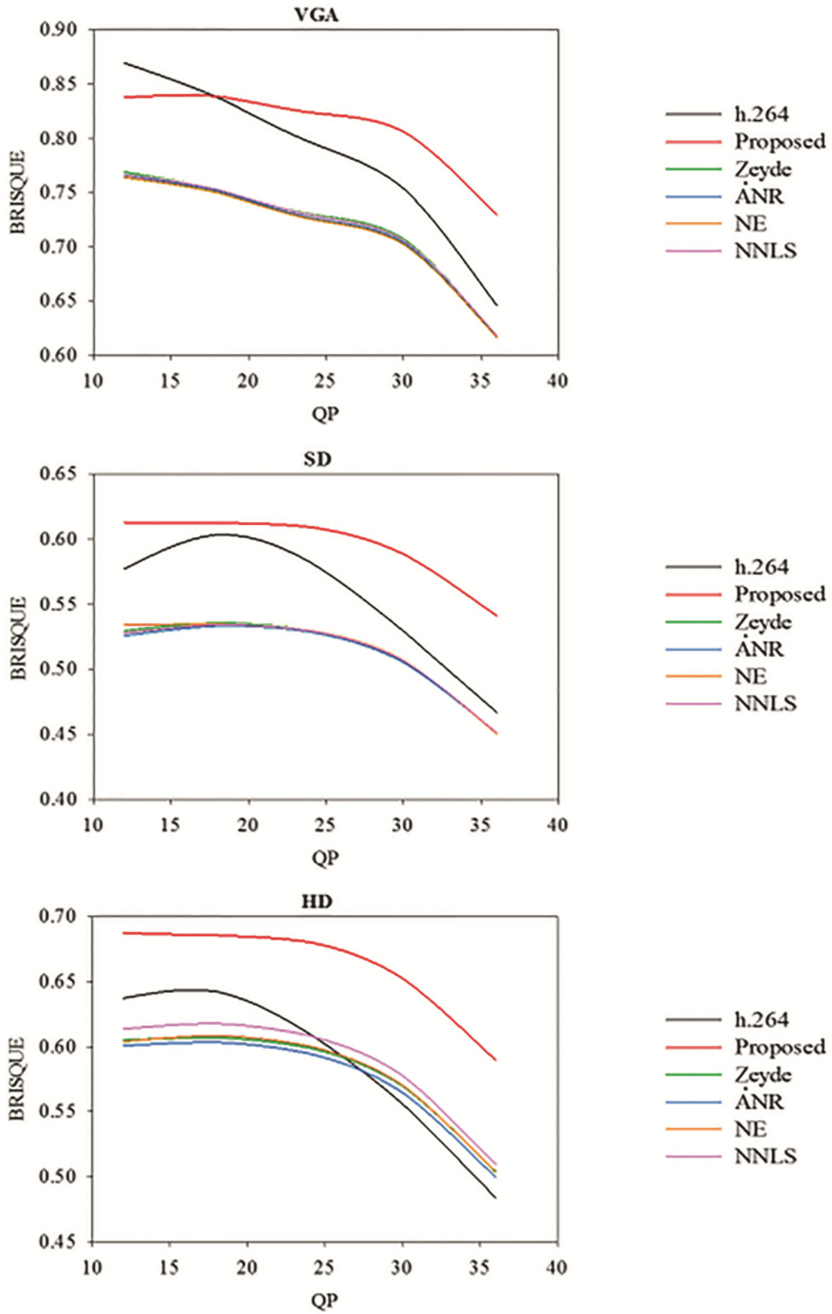 VGA
BRISQUE
0.90
0.85
0.80
0.75
0.70
0.65
0.60
10 15 20 25 30 35 40
QP
h.264
Proposed
Zeyde
ȦNR
NE
NNLS
SD
BRISQUE
0.65
0.60
0.55
0.50
0.45
0.40
10 15 20 25 30 35 40
QP
h.264
Proposed
Zeyde
ȦNR
NE
NNLS
HD
BRISQUE
0.70
0.65
0.60
0.55
0.50
0.45
10 15 20 25 30 35 40
QP
h.264
Proposed
Zeyde
ȦNR
NE
NNLS